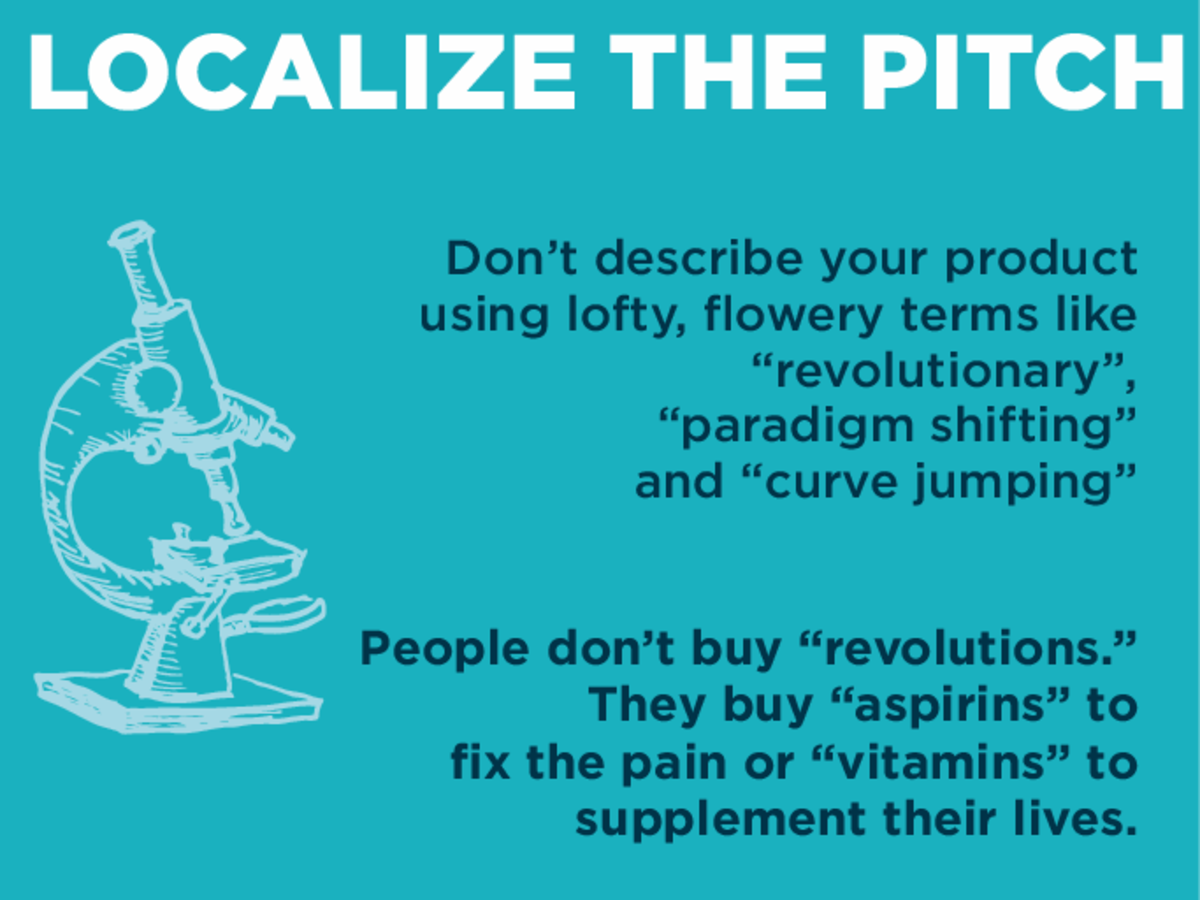 LOCALIZE THE PITCH
Don’t describe your product
using lofty, flowery terms like
“revolutionary”,
“paradigm shifting”
and “curve jumping”
People don’t buy “revolutions.”
They buy “aspirins” to
fix the pain or “vitamins” to
supplement their lives.